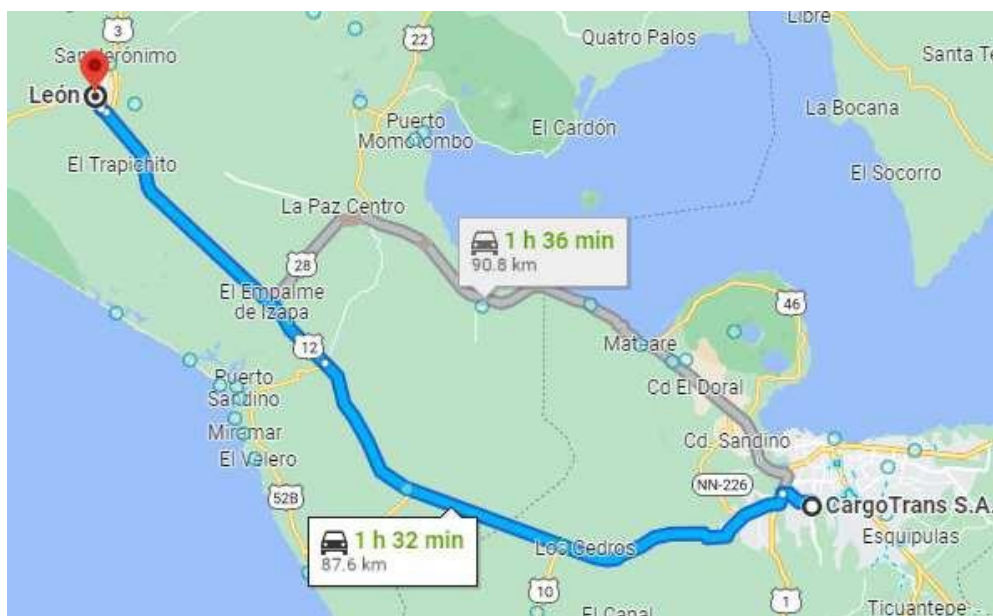 3
22
Quatro Palos
Libre
San Jerónimo
Santa Te
León
La Bocana
Puerto
Momotombo
El Cardón
El Trapichito
El Socorro
La Paz Centro
1 h 36 min
90.8 km
28
46
El Empalme
de Izapa
12
Mateare
Puerto
Sandino
Cd El Doral
Miramar
Cd. Sandino
El Velero
NN-226
52B
CargoTrans S.A.
1 h 32 min
87.6 km
Los Cedros
Esquipulas
10
1
El Canal
Ticuantepe